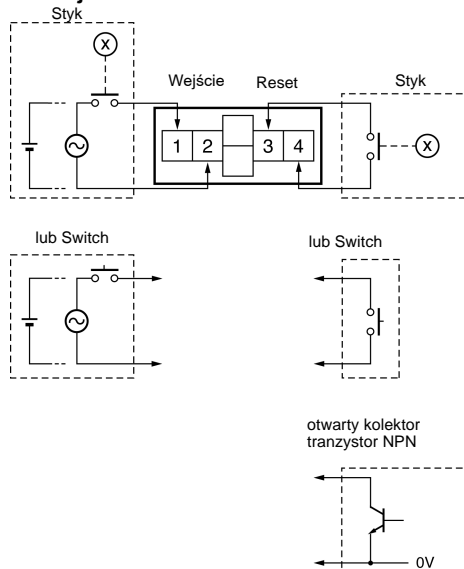 Styk
X
Wejście Reset Styk
1 2 3 4
X
lub Switch lub Switch
otwarty kolektor
tranzystor NPN
0V